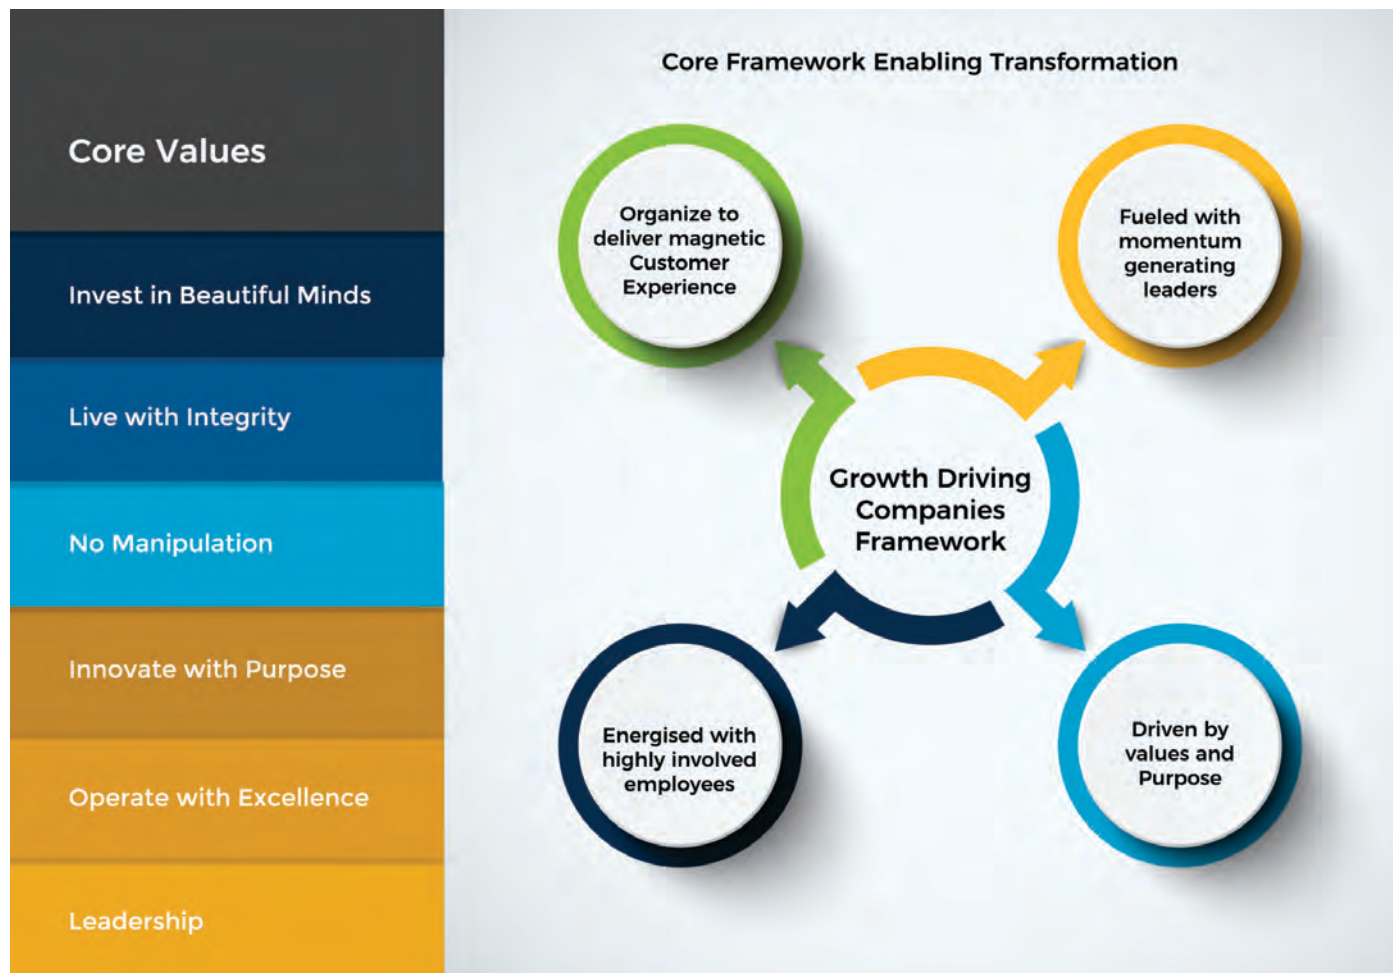 Core Values
Invest in Beautiful Minds
Live with Integrity
No Manipulation
Innovate with Purpose
Operate with Excellence
Leadership
Core Framework Enabling Transformation
Organize to
deliver magnetic
Customer
Experience
Fueled with
momentum
generating
leaders
Growth Driving
Companies
Framework
Energised with
highly involved
employees
Driven by
values and
Purpose